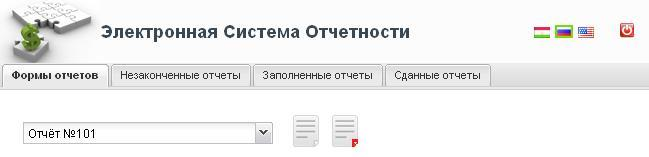 Электронная Система Отчетности
Формы отчетов Незаконченные отчеты Заполненные отчеты Сданные отчеты
Отчёт №101